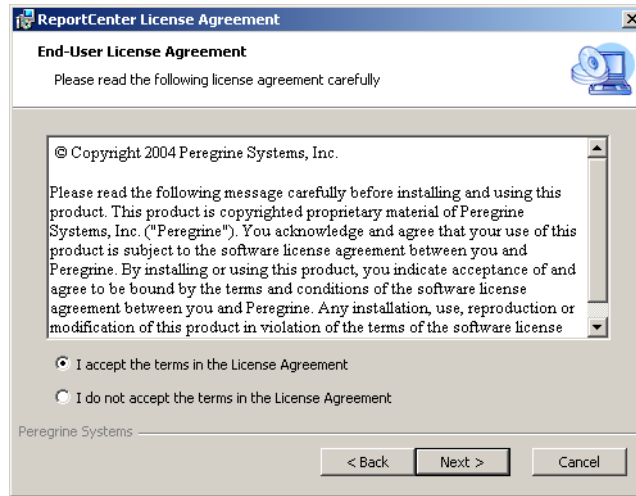 ReportCenter License Agreement
End-User License Agreement
Please read the following license agreement carefully
© Copyright 2004 Peregrine Systems, Inc.
Please read the following message carefully before installing and using this
product. This product is copyrighted proprietary material of Peregrine
Systems, Inc. ("Peregrine"). You acknowledge and agree that your use of this
product is subject to the software license agreement between you and
Peregrine. By installing or using this product, you indicate acceptance of and
agree to be bound by the terms and conditions of the software license
agreement between you and Peregrine. Any installation, use, reproduction or
modification of this product in violation of the terms of the software license
I accept the terms in the License Agreement
I do not accept the terms in the License Agreement
Peregrine Systems
< Back Next > Cancel